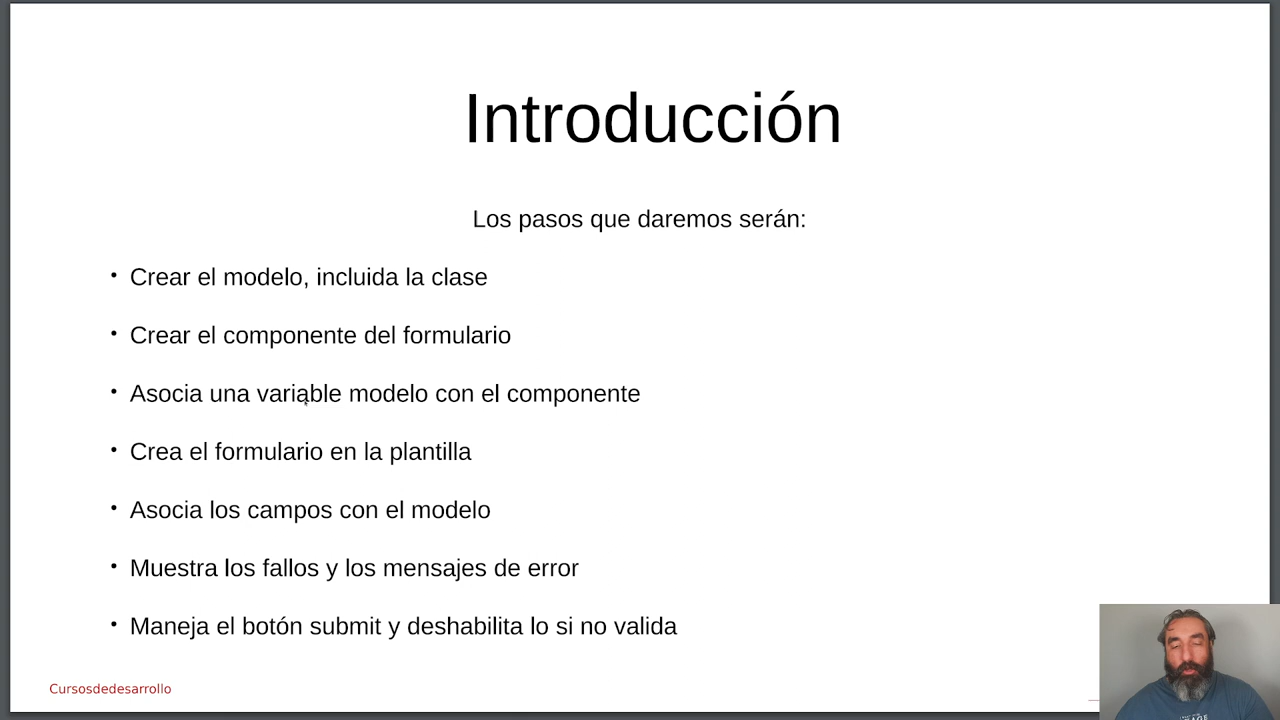 Introducción
Los pasos que daremos serán:
• Crear el modelo, incluida la clase
• Crear el componente del formulario
• Asocia una variable modelo con el componente
• Crea el formulario en la plantilla
• Asocia los campos con el modelo
• Muestra los fallos y los mensajes de error
• Maneja el botón submit y deshabilita lo si no valida
Cursosdedesarrollo